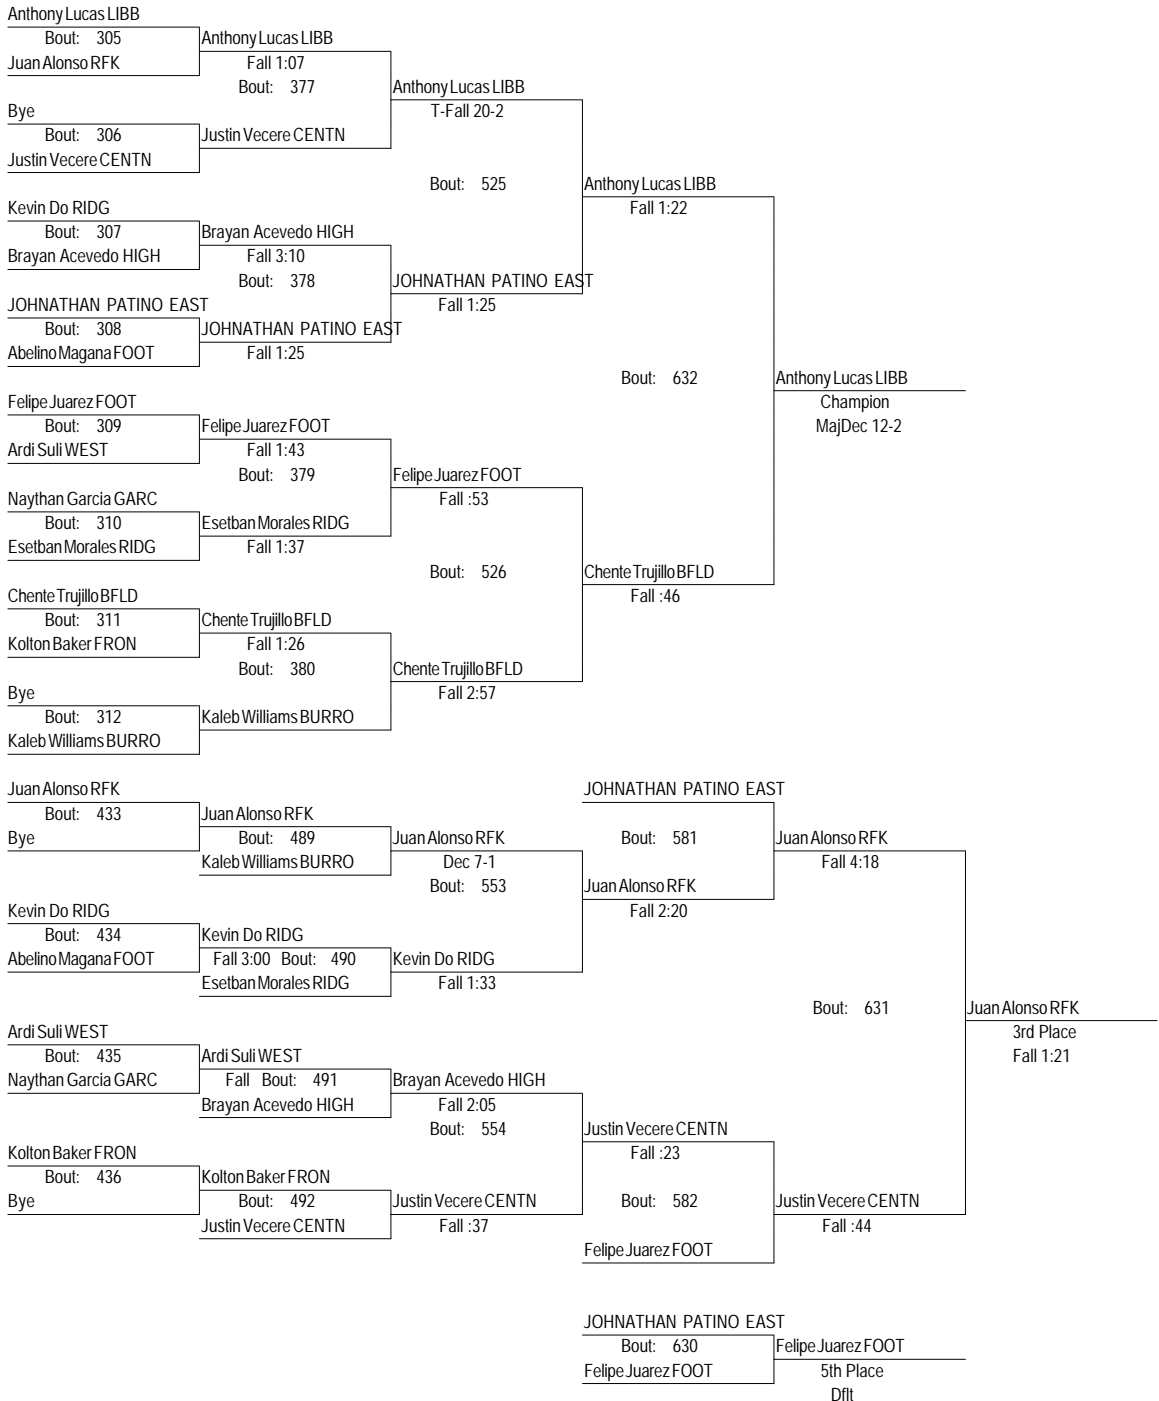 Anthony Lucas LIBB
Bout: 305 Anthony Lucas LIBB
Juan Alonso RFK Fall 1:07
Bout: 377 Anthony Lucas LIBB
Bye T-Fall 20-2
Bout: 306 Justin Vecere CENTN
Justin Vecere CENTN
Bout: 525 Anthony Lucas LIBB
Kevin Do RIDG Fall 1:22
Bout: 307 Brayan Acevedo HIGH
Brayan Acevedo HIGH Fall 3:10
Bout: 378 JOHNATHAN PATINO EAST
JOHNATHAN PATINO EAST Fall 1:25
Bout: 308 JOHNATHAN PATINO EAST
Abelino Magana FOOT Fall 1:25
Bout: 632 Anthony Lucas LIBB
Felipe Juarez FOOT Champion
Bout: 309 Felipe Juarez FOOT MajDec 12-2
Ardi Suli WEST Fall 1:43
Bout: 379 Felipe Juarez FOOT
Naythan Garcia GARC Fall :53
Bout: 310 Esetban Morales RIDG
Esetban Morales RIDG Fall 1:37
Bout: 526 Chente Trujillo BFLD
Chente Trujillo BFLD Fall :46
Bout: 311 Chente Trujillo BFLD
Kolton Baker FRON Fall 1:26
Bout: 380 Chente Trujillo BFLD
Bye Fall 2:57
Bout: 312 Kaleb Williams BURRO
Kaleb Williams BURRO
Juan Alonso RFK JOHNATHAN PATINO EAST
Bout: 433 Juan Alonso RFK
Bye Bout: 489 Juan Alonso RFK Bout: 581 Juan Alonso RFK
Kaleb Williams BURRO Dec 7-1 Fall 4:18
Bout: 553 Juan Alonso RFK
Kevin Do RIDG Fall 2:20
Bout: 434 Kevin Do RIDG
Abelino Magana FOOT Fall 3:00 Bout: 490 Kevin Do RIDG
Esetban Morales RIDG Fall 1:33
Bout: 631 Juan Alonso RFK
Ardi Suli WEST 3rd Place
Bout: 435 Ardi Suli WEST Fall 1:21
Naythan Garcia GARC Fall Bout: 491 Brayan Acevedo HIGH
Brayan Acevedo HIGH Fall 2:05
Bout: 554 Justin Vecere CENTN
Kolton Baker FRON Fall :23
Bout: 436 Kolton Baker FRON
Bye Bout: 492 Justin Vecere CENTN Bout: 582 Justin Vecere CENTN
Justin Vecere CENTN Fall :37 Fall :44
Felipe Juarez FOOT
JOHNATHAN PATINO EAST
Bout: 630 Felipe Juarez FOOT
Felipe Juarez FOOT 5th Place
Dflt